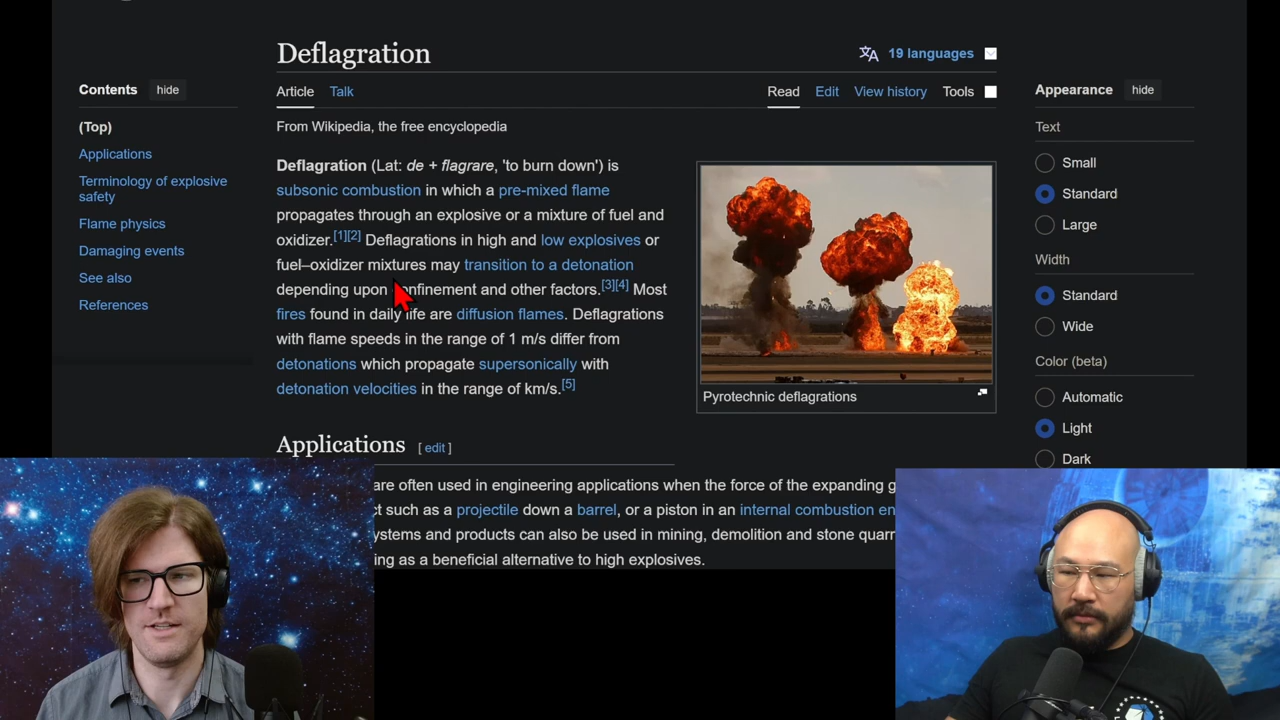 Deflagration
19 languages
Contents hide
Article Talk
Read Edit View history Tools
Appearance hide
(Top)
Applications
Terminology of explosive
safety
Flame physics
Damaging events
See also
References
From Wikipedia, the free encyclopedia
Deflagration (Lat: de + flagrare, 'to burn down') is
subsonic combustion in which a pre-mixed flame
propagates through an explosive or a mixture of fuel and
oxidizer.[1][2] Deflagrations in high and low explosives or
fuel–oxidizer mixtures may transition to a detonation
depending upon confinement and other factors.[3][4] Most
fires found in daily life are diffusion flames. Deflagrations
with flame speeds in the range of 1 m/s differ from
detonations which propagate supersonically with
detonation velocities in the range of km/s.[5]
Pyrotechnic deflagrations
Text
Small
Standard
Large
Width
Standard
Wide
Color (beta)
Automatic
Light
Dark
Applications [ edit ]
are often used in engineering applications when the force of the expanding
such as a projectile down a barrel, or a piston in an internal combustion
and products can also be used in mining, demolition and stone
as a beneficial alternative to high explosives.